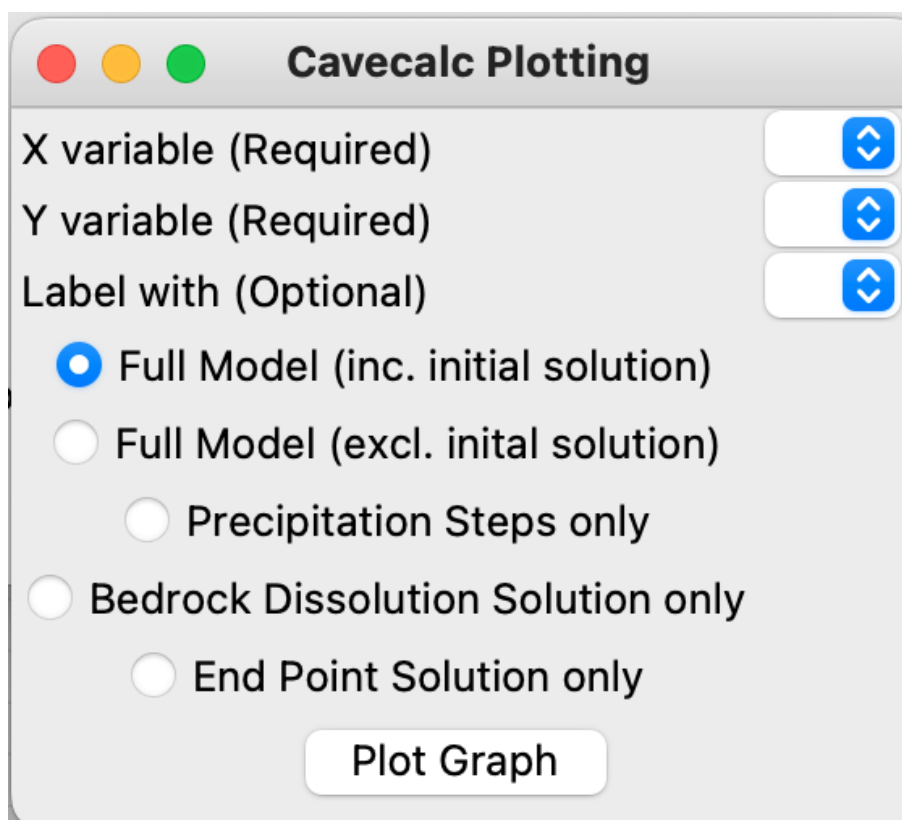 Cavecalc Plotting
X variable (Required)
Y variable (Required)
Label with (Optional)
Full Model (inc. initial solution)
Full Model (excl. inital solution)
Precipitation Steps only
Bedrock Dissolution Solution only
End Point Solution only
Plot Graph